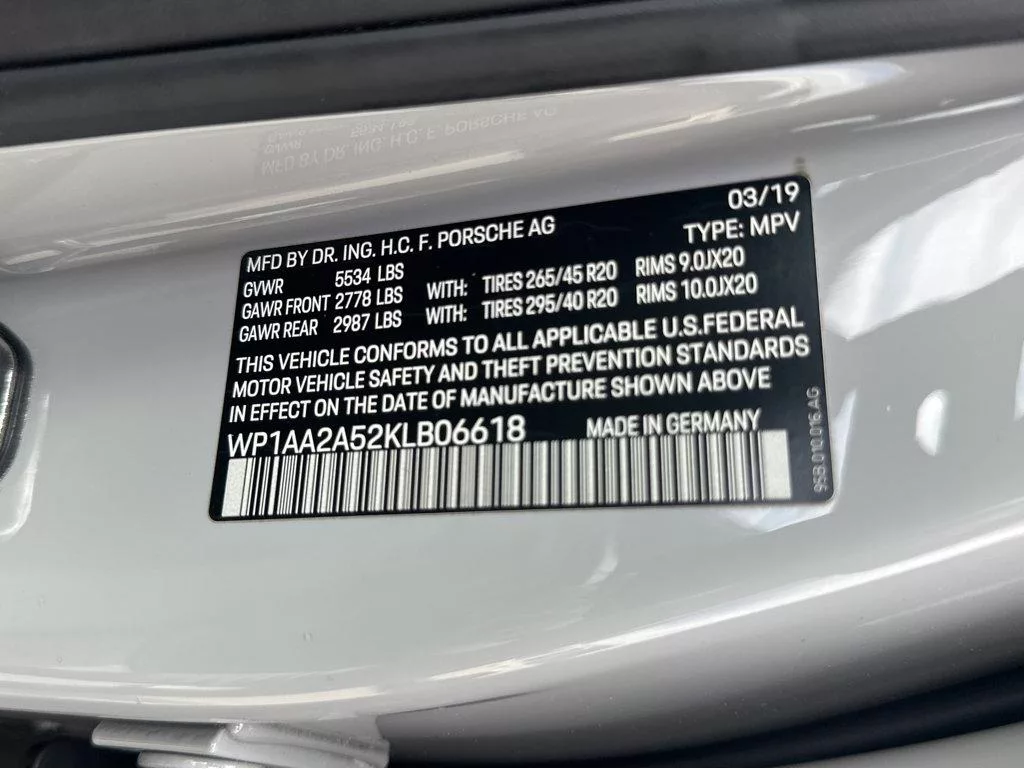 03/19
MFD BY DR. ING. H.C. F. PORSCHE AG TYPE: MPV
GVWR 5534 LBS
GAWR FRONT 2778 LBS WITH: TIRES 265/45 R20 RIMS 9.0JX20
GAWR REAR 2987 LBS WITH: TIRES 295/40 R20 RIMS 10.0JX20
THIS VEHICLE CONFORMS TO ALL APPLICABLE U.S.FEDERAL
MOTOR VEHICLE SAFETY AND THEFT PREVENTION STANDARDS
IN EFFECT ON THE DATE OF MANUFACTURE SHOWN ABOVE
WP1AA2A52KLB06618 MADE IN GERMANY
95B.010.016.AG